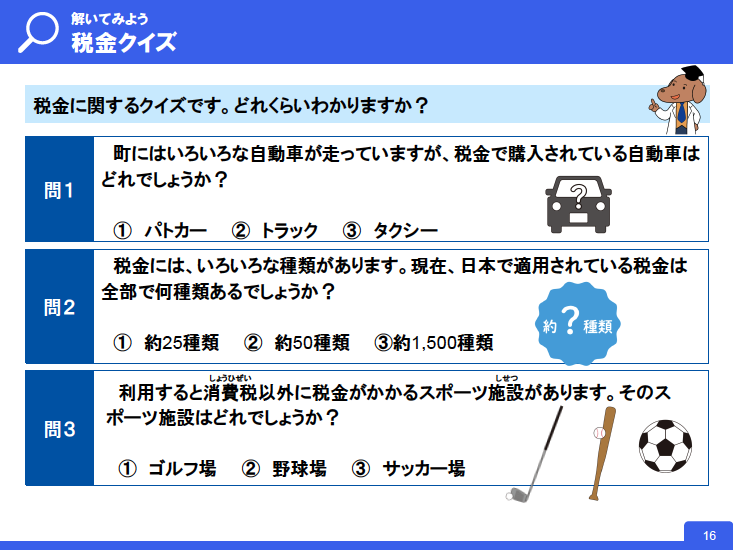 解いてみよう
税金クイズ
税金に関するクイズです。どれくらいわかりますか？
問１
町にはいろいろな自動車が走っていますが、税金で購入されている自動車は
どれでしょうか？
？
①　パトカー　②　トラック　③　タクシー
問２
税金には、いろいろな種類があります。現在、日本で適用されている税金は
全部で何種類あるでしょうか？
約？種類
①　約25種類　②　約50種類　③約1,500種類
問３
しょうひぜい　しせつ
利用すると消費税以外に税金がかかるスポーツ施設があります。そのス
ポーツ施設はどれでしょうか？
①　ゴルフ場　②　野球場　③　サッカー場
16